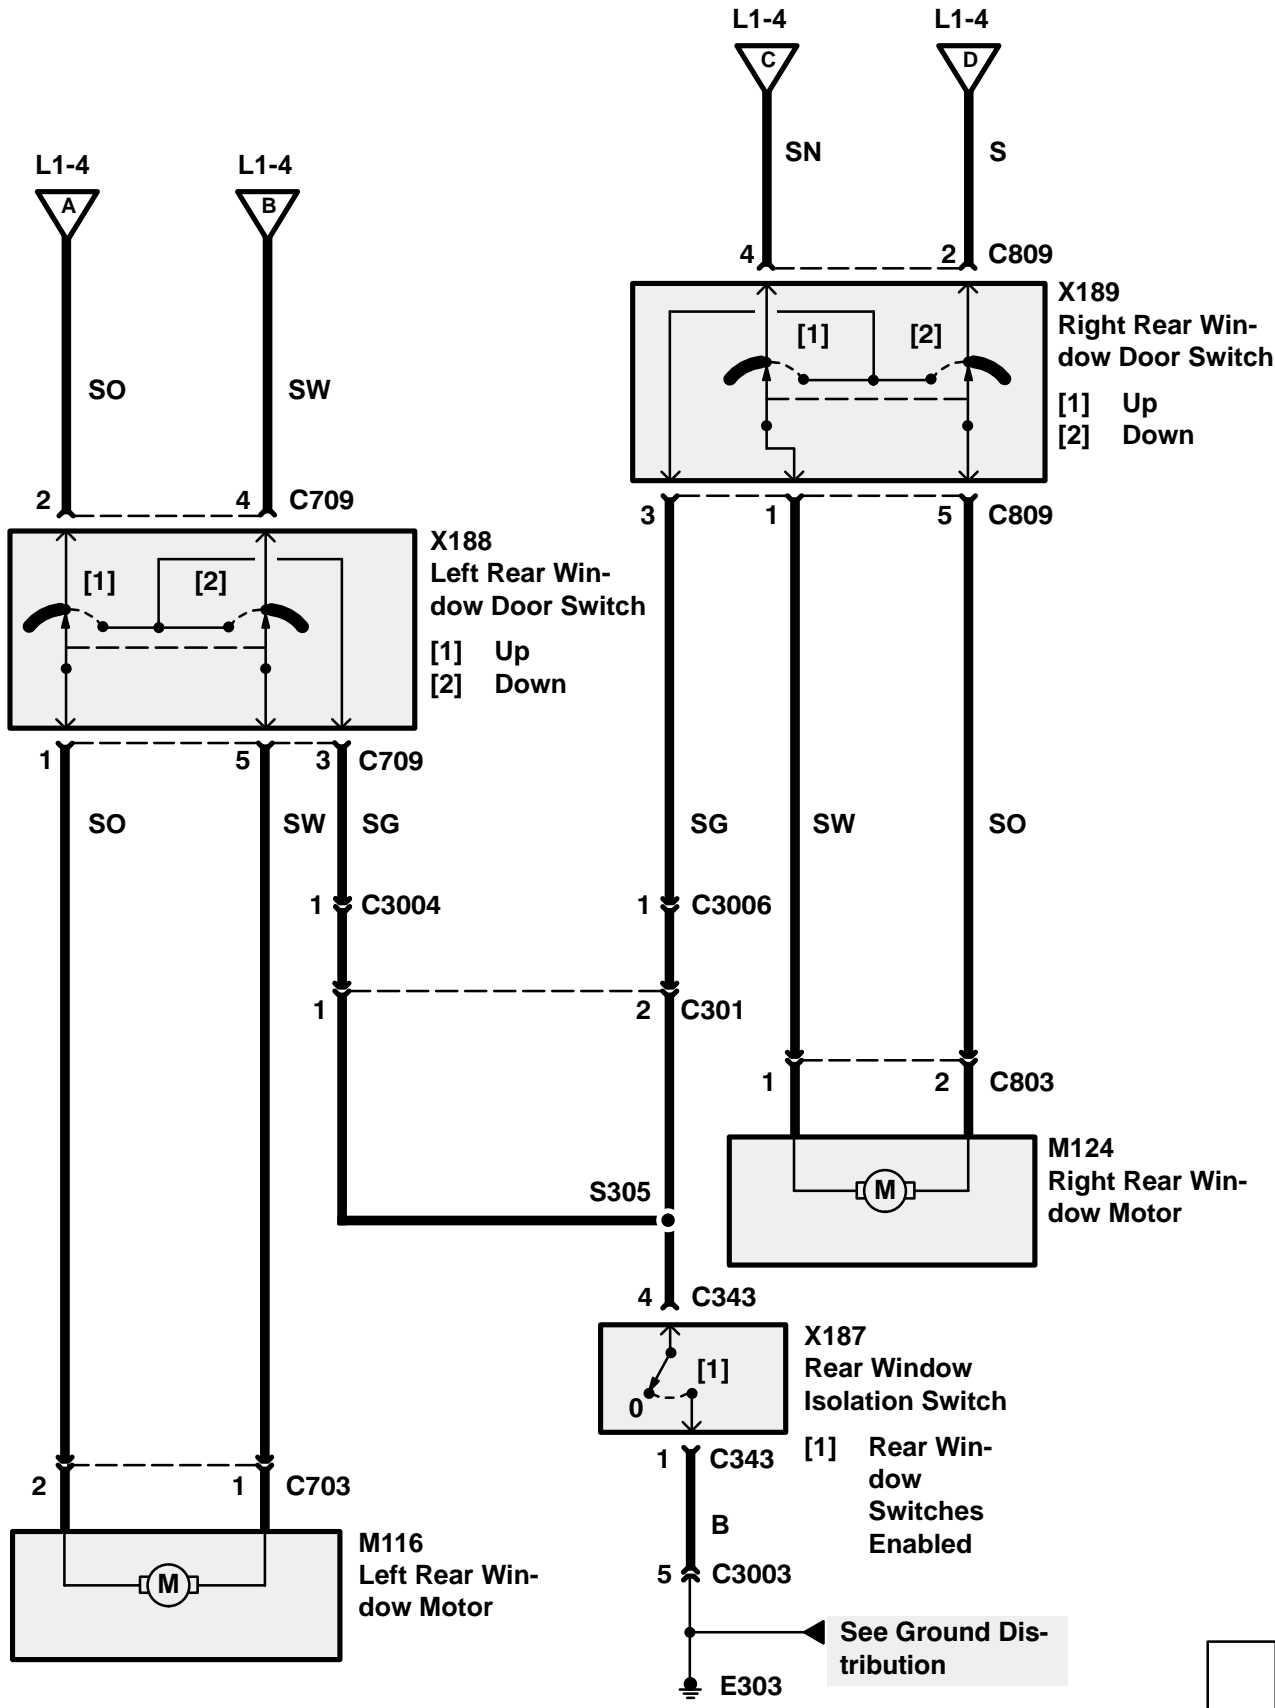 L1-4 L1-4
C D
SN S
L1-4 L1-4
A B
4 2 C809
X189
Right Rear Win-
dow Door Switch
[1] Up
[2] Down
[1] [2]
SO SW
2 4 C709
3 1 5 C809
X188
Left Rear Win-
dow Door Switch
[1] Up
[2] Down
[1] [2]
1 5 3 C709
SO SW SG SG SW SO
1 C3004 1 C3006
1 2 C301
1 2 C803
M124
Right Rear Win-
dow Motor
M
S305
4 C343
X187
Rear Window
Isolation Switch
[1] Rear Win-
dow
Switches
Enabled
[1]
0
1 C343
2 1 C703
B
M116
Left Rear Win-
dow Motor
M
5 C3003
See Ground Dis-
tribution
E303